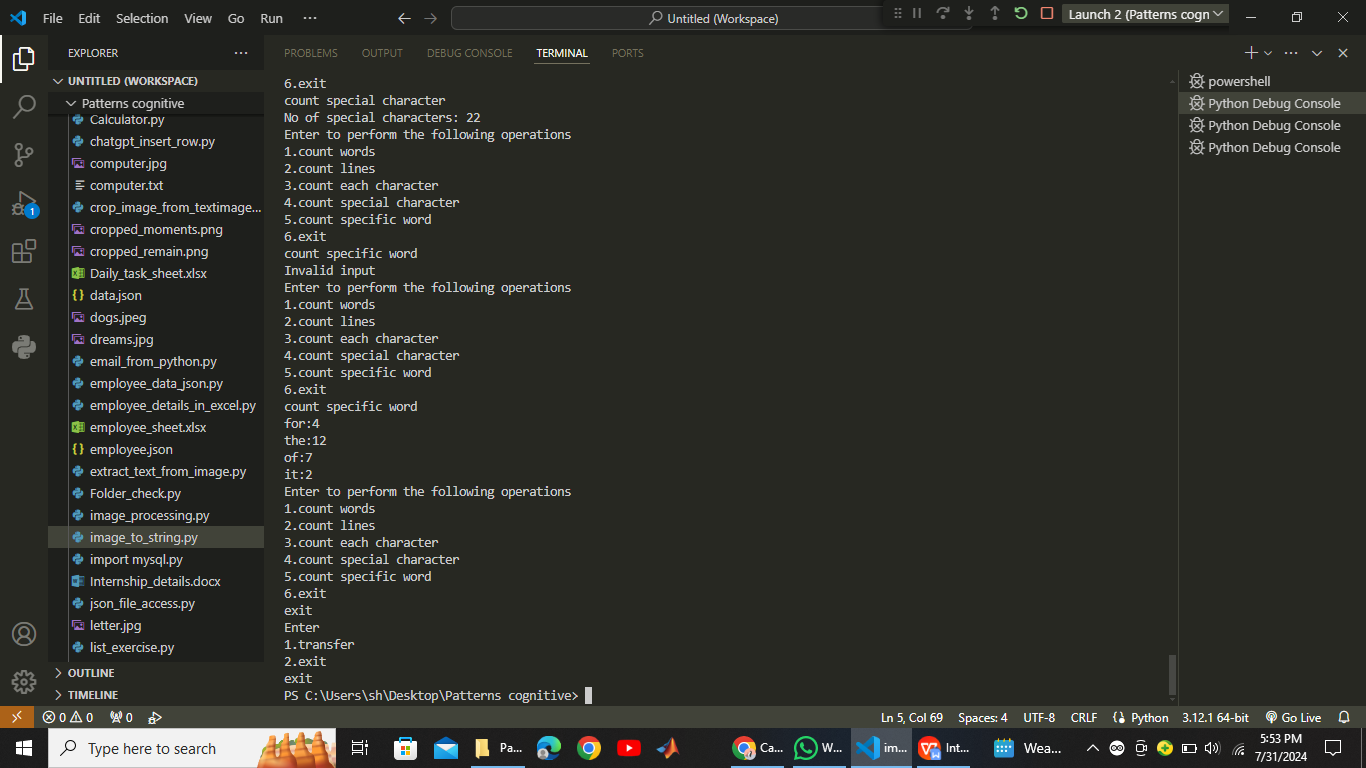 File Edit Selection View Go Run ···
Untitled (Workspace)
Launch 2 (Patterns cogn
EXPLORER
PROBLEMS OUTPUT DEBUG CONSOLE TERMINAL PORTS
UNTITLED (WORKSPACE)
Patterns cognitive
Calculator.py
chatgpt_insert_row.py
computer.jpg
computer.txt
crop_image_from_textimage...
cropped_moments.png
cropped_remain.png
Daily_task_sheet.xlsx
data.json
dogs.jpeg
dreams.jpg
email_from_python.py
employee_data_json.py
employee_details_in_excel.py
employee_sheet.xlsx
employee.json
extract_text_from_image.py
Folder_check.py
image_processing.py
image_to_string.py
import mysql.py
Internship_details.docx
json_file_access.py
letter.jpg
list_exercise.py
OUTLINE
TIMELINE
1
6.exit
count special character
No of special characters: 22
Enter to perform the following operations
1.count words
2.count lines
3.count each character
4.count special character
5.count specific word
6.exit
count specific word
Invalid input
Enter to perform the following operations
1.count words
2.count lines
3.count each character
4.count special character
5.count specific word
6.exit
count specific word
for:4
the:12
of:7
it:2
Enter to perform the following operations
1.count words
2.count lines
3.count each character
4.count special character
5.count specific word
6.exit
exit
Enter
1.transfer
2.exit
exit
PS C:\Users\sh\Desktop\Patterns cognitive>
powershell
Python Debug Console
Python Debug Console
Python Debug Console
0 0 0
Ln 5, Col 69 Spaces: 4 UTF-8 CRLF Python 3.12.1 64-bit Go Live
Type here to search
Pa...
Ca...
W...
im...
Int...
Wea...
5:53 PM
7/31/2024